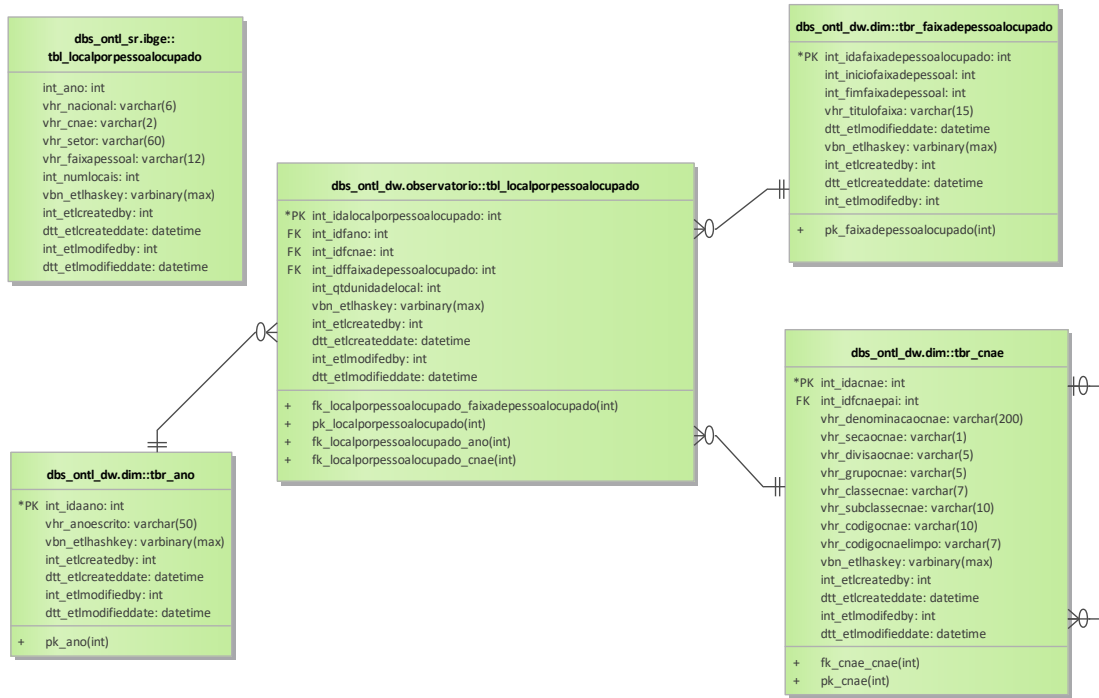 dbs_ontl_sr.ibge::
tbl_localporpessoalocupado
int_ano: int
vhr_nacional: varchar(6)
vhr_cnae: varchar(2)
vhr_setor: varchar(60)
vhr_faixapessoal: varchar(12)
int_numlocais: int
vbn_etlhaskey: varbinary(max)
int_etlcreatedby: int
dtt_etlcreateddate: datetime
int_etlmodifedby: int
dtt_etlmodifieddate: datetime
dbs_ontl_dw.observatorio::tbl_localporpessoalocupado
*PK int_idalocalporpessoalocupado: int
FK int_idfano: int
FK int_idfcnae: int
FK int_idffaixadepessoalocupado: int
int_qtdunidadelocal: int
vbn_etlhaskey: varbinary(max)
int_etlcreatedby: int
dtt_etlcreateddate: datetime
int_etlmodifedby: int
dtt_etlmodifieddate: datetime
+ fk_localporpessoalocupado_faixadepessoalocupado(int)
+ pk_localporpessoalocupado(int)
+ fk_localporpessoalocupado_ano(int)
+ fk_localporpessoalocupado_cnae(int)
dbs_ontl_dw.dim::tbr_faixadepessoalocupado
*PK int_idafaixadepessoalocupado: int
int_iniciofaixadepessoal: int
int_fimfaixadepessoal: int
vhr_titulofaixa: varchar(15)
dtt_etlmodifieddate: datetime
vbn_etlhaskey: varbinary(max)
int_etlcreatedby: int
dtt_etlcreateddate: datetime
int_etlmodifedby: int
+ pk_faixadepessoalocupado(int)
dbs_ontl_dw.dim::tbr_ano
*PK int_idaano: int
vhr_anoescrito: varchar(50)
vbn_etlhashkey: varbinary(max)
int_etlcreatedby: int
dtt_etlcreateddate: datetime
int_etlmodifiedby: int
dtt_etlmodifieddate: datetime
+ pk_ano(int)
dbs_ontl_dw.dim::tbr_cnae
*PK int_idacnae: int
FK int_idfcnaepai: int
vhr_denominacaocnae: varchar(200)
vhr_secaocnae: varchar(1)
vhr_divisaocnae: varchar(5)
vhr_grupocnae: varchar(5)
vhr_classecnae: varchar(7)
vhr_subclassecnae: varchar(10)
vhr_codigocnae: varchar(10)
vhr_codigocnaelimpo: varchar(7)
vbn_etlhaskey: varbinary(max)
int_etlcreatedby: int
dtt_etlcreateddate: datetime
int_etlmodifedby: int
dtt_etlmodifieddate: datetime
+ fk_cnae_cnae(int)
+ pk_cnae(int)